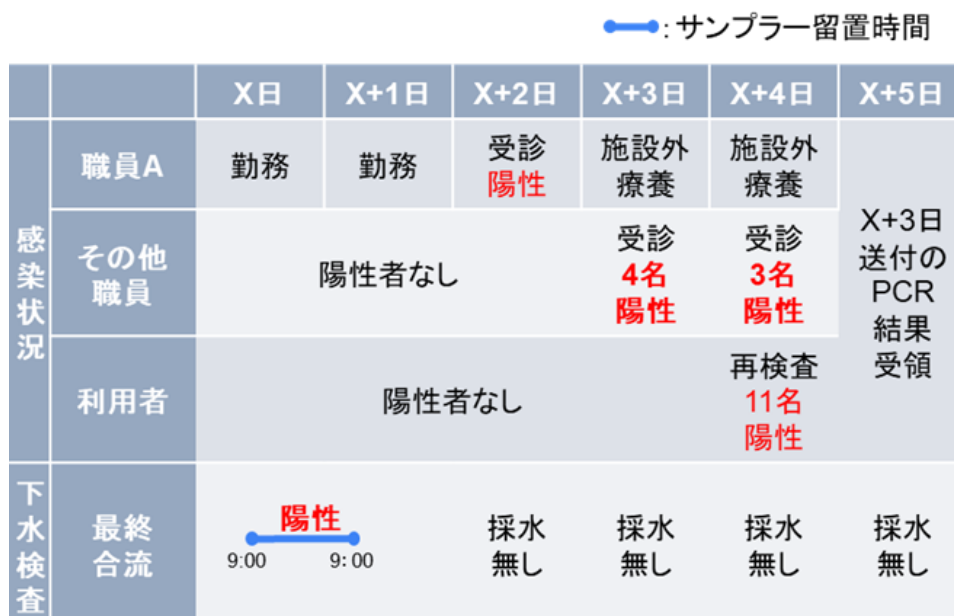 ：サンプラー留置時間
X日 X+1日 X+2日 X+3日 X+4日 X+5日
感染状況
職員A
勤務
勤務
受診
陽性
施設外
療養
施設外
療養
X+3日
送付の
PCR
結果
受領
その他
職員
陽性者なし
受診
4名
陽性
受診
3名
陽性
利用者
陽性者なし
再検査
11名
陽性
下水検査
最終
合流
陽性
9:00 9:00
採水
無し
採水
無し
採水
無し
採水
無し